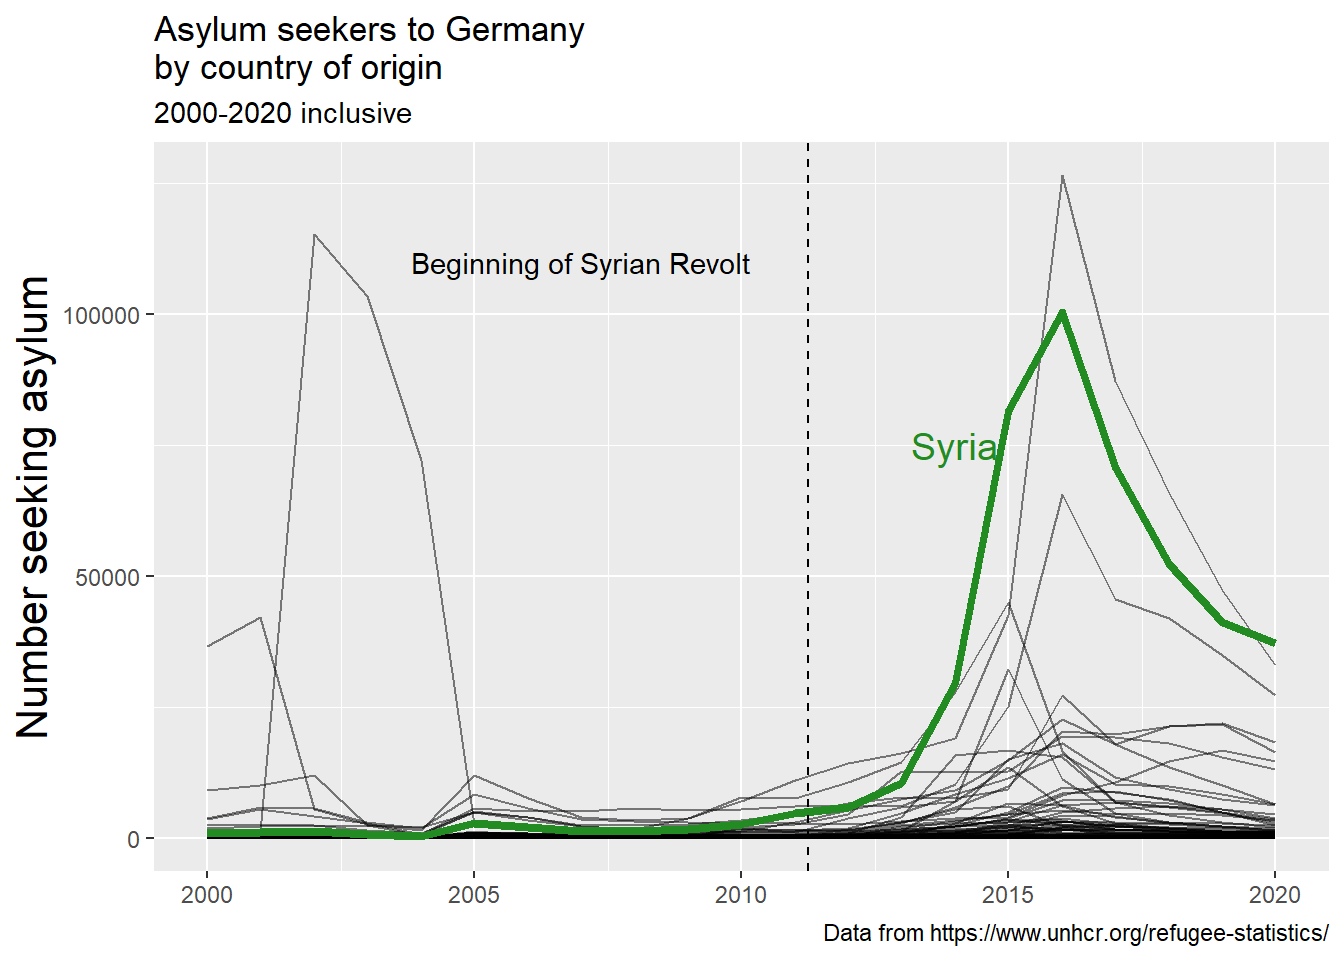 Asylum seekers to Germany
by country of origin
2000-2020 inclusive
Number seeking asylum
100000
50000
0
Beginning of Syrian Revolt
Syria
2000
2005
2010
2015
2020
Data from https://www.unhcr.org/refugee-statistics/